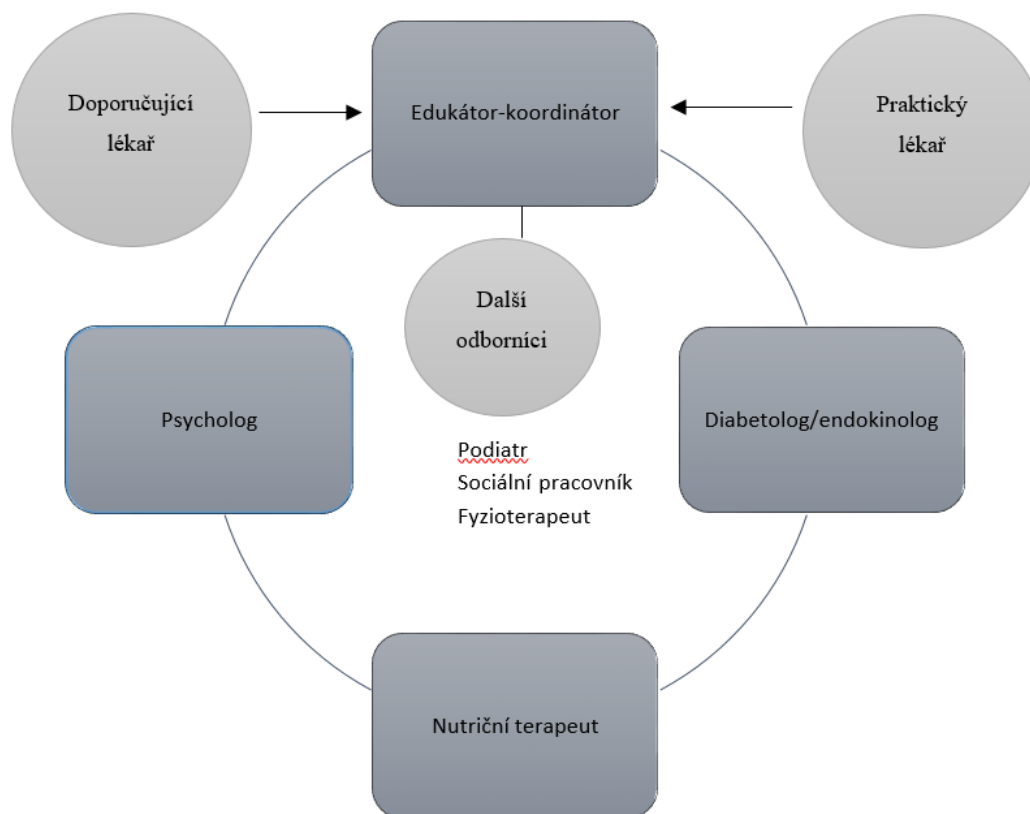 Doporučující
lékař
Edukátor-koordinátor
Praktický
lékař
Další
odborníci
Psycholog
Diabetolog/endokinolog
Podiatr
Sociální pracovník
Fyzioterapeut
Nutriční terapeut